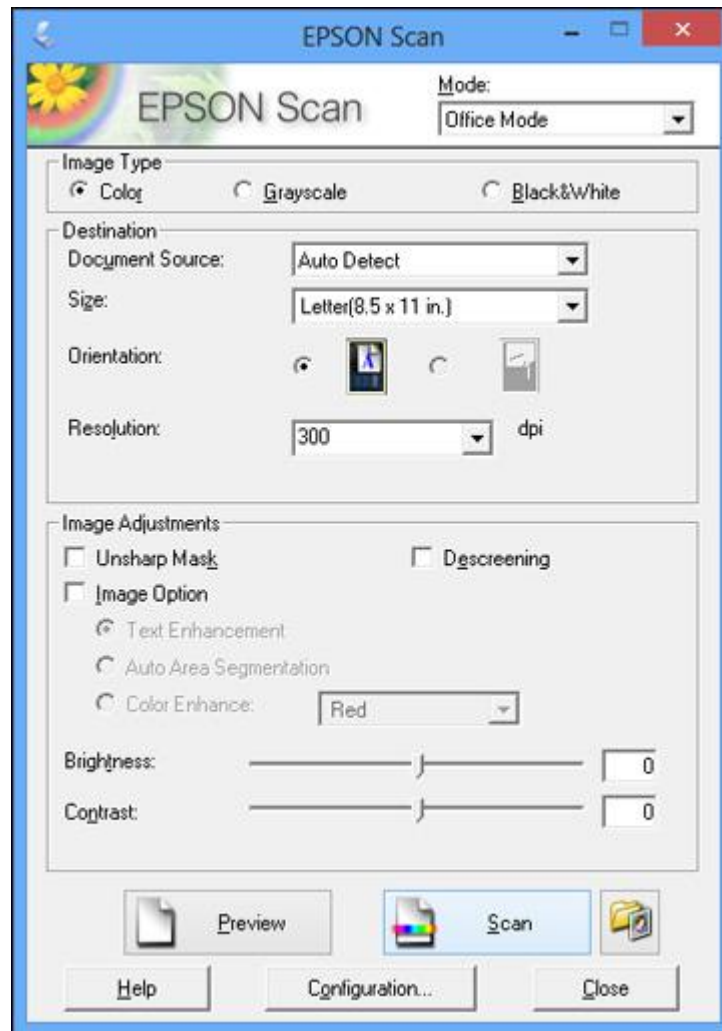 EPSON Scan
EPSON Scan
Mode:
Office Mode
Image Type
Color Grayscale Black&White
Destination
Document Source: Auto Detect
Size: Letter(8.5 x 11 in.)
Orientation:
Resolution: 300 dpi
Image Adjustments
Unsharp Mask Descreening
Image Option
Text Enhancement
Auto Area Segmentation
Color Enhance: Red
Brightness: 0
Contrast: 0
Preview Scan
Help Configuration... Close